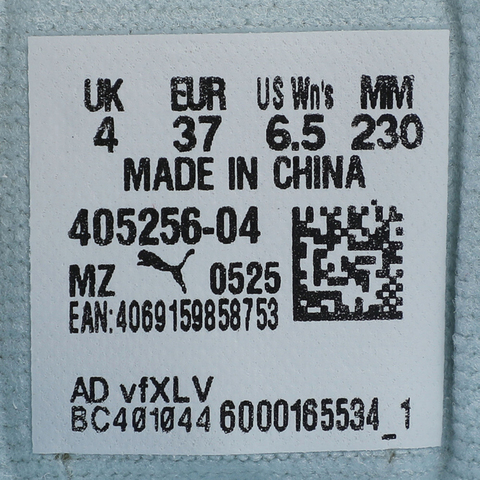 UK EUR US Wn's MM
4 37 6.5 230
MADE IN CHINA
405256-04
MZ 0525
EAN:4069159858753
AD vfXLV
BC401044 6000165534_1